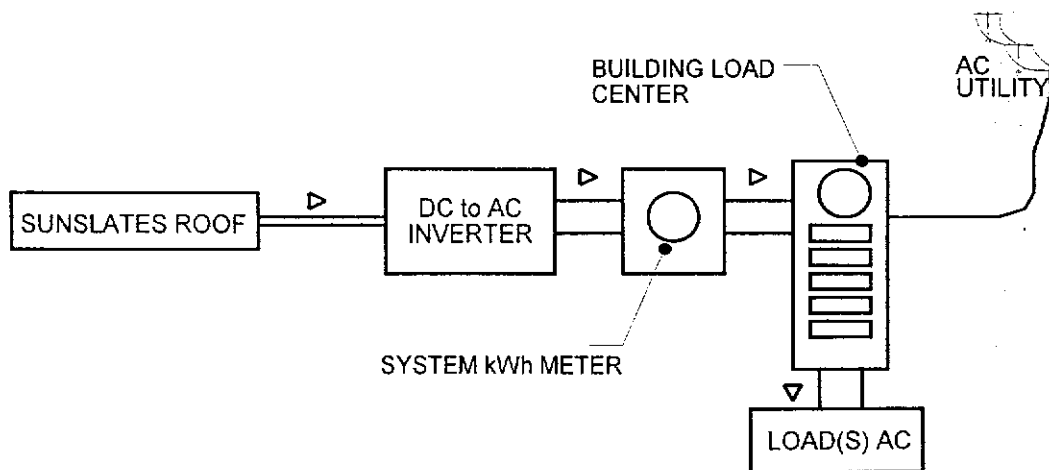 BUILDING LOAD
CENTER
AC
UTILITY
SUNSLATES ROOF
DC to AC
INVERTER
SYSTEM kWh METER
LOAD(S) AC